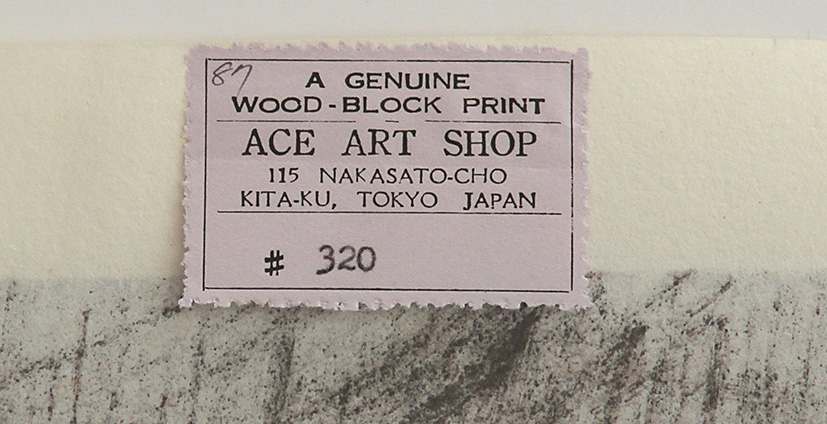 87
A GENUINE
WOOD-BLOCK PRINT
ACE ART SHOP
115 NAKASATO-CHO
KITA-KU, TOKYO JAPAN
# 320